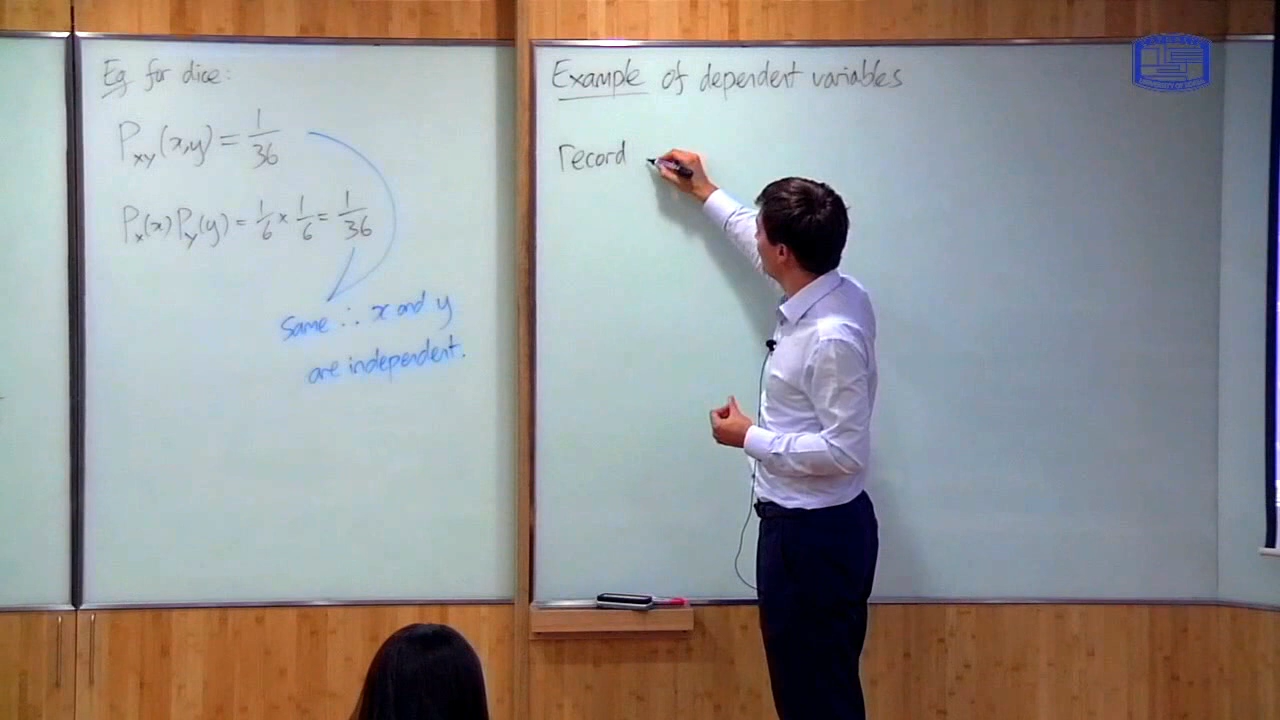 Eg for dice:
Pxy(x,y) = 1/36
Px(x) Py(y) = 1/6 × 1/6 = 1/36
Same ∴ x and y
are independent.
Example of dependent variables
record